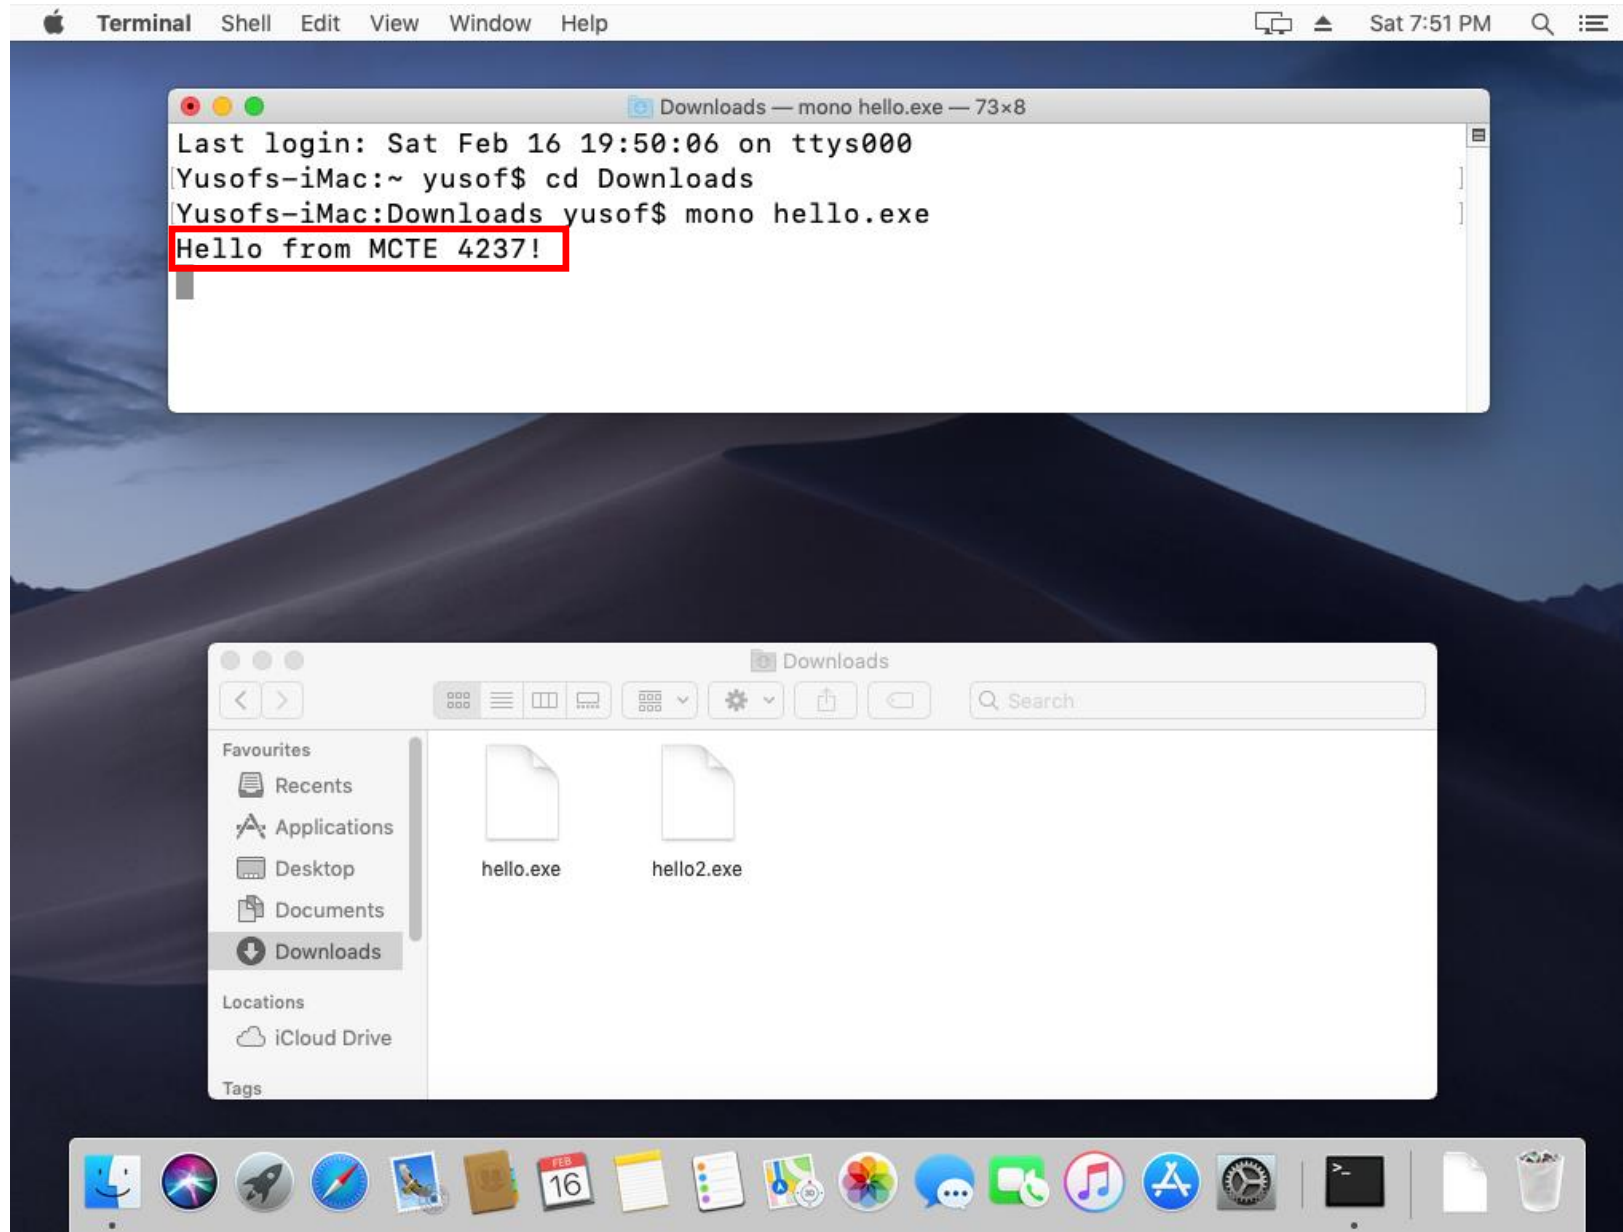 Terminal Shell Edit View Window Help Sat 7:51 PM
Downloads — mono hello.exe — 73×8
Last login: Sat Feb 16 19:50:06 on ttys000
[Yusofs-iMac:~ yusof$ cd Downloads ]
[Yusofs-iMac:Downloads yusof$ mono hello.exe ]
Hello from MCTE 4237!
Downloads
Search
Favourites
Recents
Applications
Desktop
Documents
Downloads
Locations
iCloud Drive
Tags
hello.exe hello2.exe
FEB
16
>_